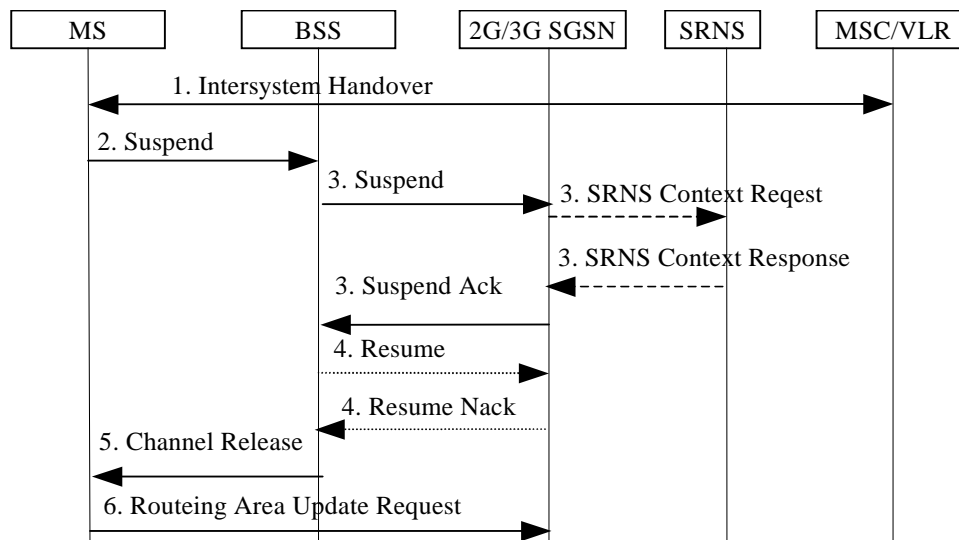 MS
BSS
2G/3G SGSN
SRNS
MSC/VLR
1. Intersystem Handover
2. Suspend
3. Suspend
3. SRNS Context Reqest
3. SRNS Context Response
3. Suspend Ack
4. Resume
4. Resume Nack
5. Channel Release
6. Routeing Area Update Request